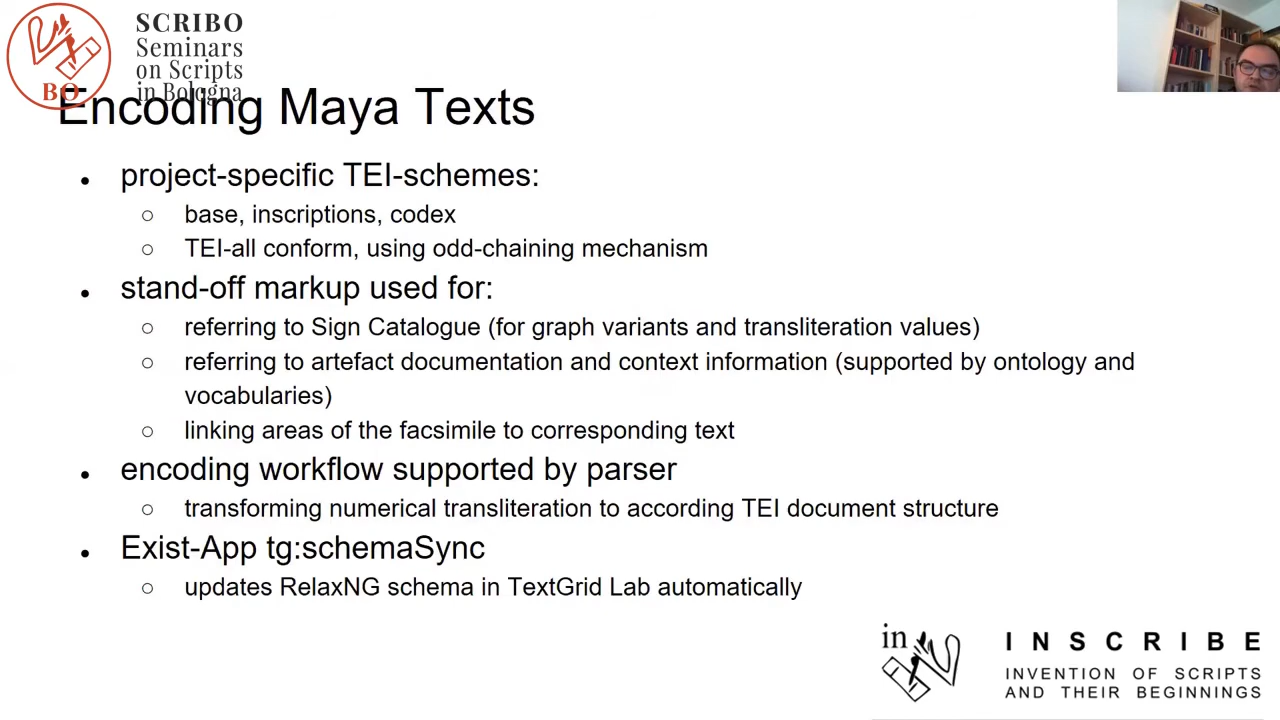 SCRIBO
Seminars
on Scripts
in Bologna
BO
Encoding Maya Texts
• project-specific TEI-schemes:
○ base, inscriptions, codex
○ TEI-all conform, using odd-chaining mechanism
• stand-off markup used for:
○ referring to Sign Catalogue (for graph variants and transliteration values)
○ referring to artefact documentation and context information (supported by ontology and
vocabularies)
○ linking areas of the facsimile to corresponding text
• encoding workflow supported by parser
○ transforming numerical transliteration to according TEI document structure
• Exist-App tg:schemaSync
○ updates RelaxNG schema in TextGrid Lab automatically
in
INSCRIBE
INVENTION OF SCRIPTS
AND THEIR BEGINNINGS